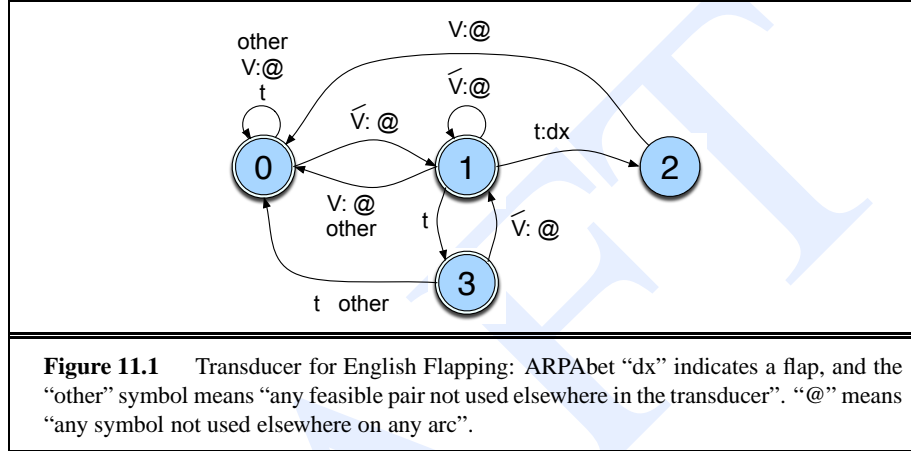 V:@
other
V:@
t
V́:@
V́: @
t:dx
0
1
2
V: @
other
t
V́: @
3
t other
Figure 11.1 Transducer for English Flapping: ARPAbet “dx” indicates a flap, and the
“other” symbol means “any feasible pair not used elsewhere in the transducer”. “@” means
“any symbol not used elsewhere on any arc”.